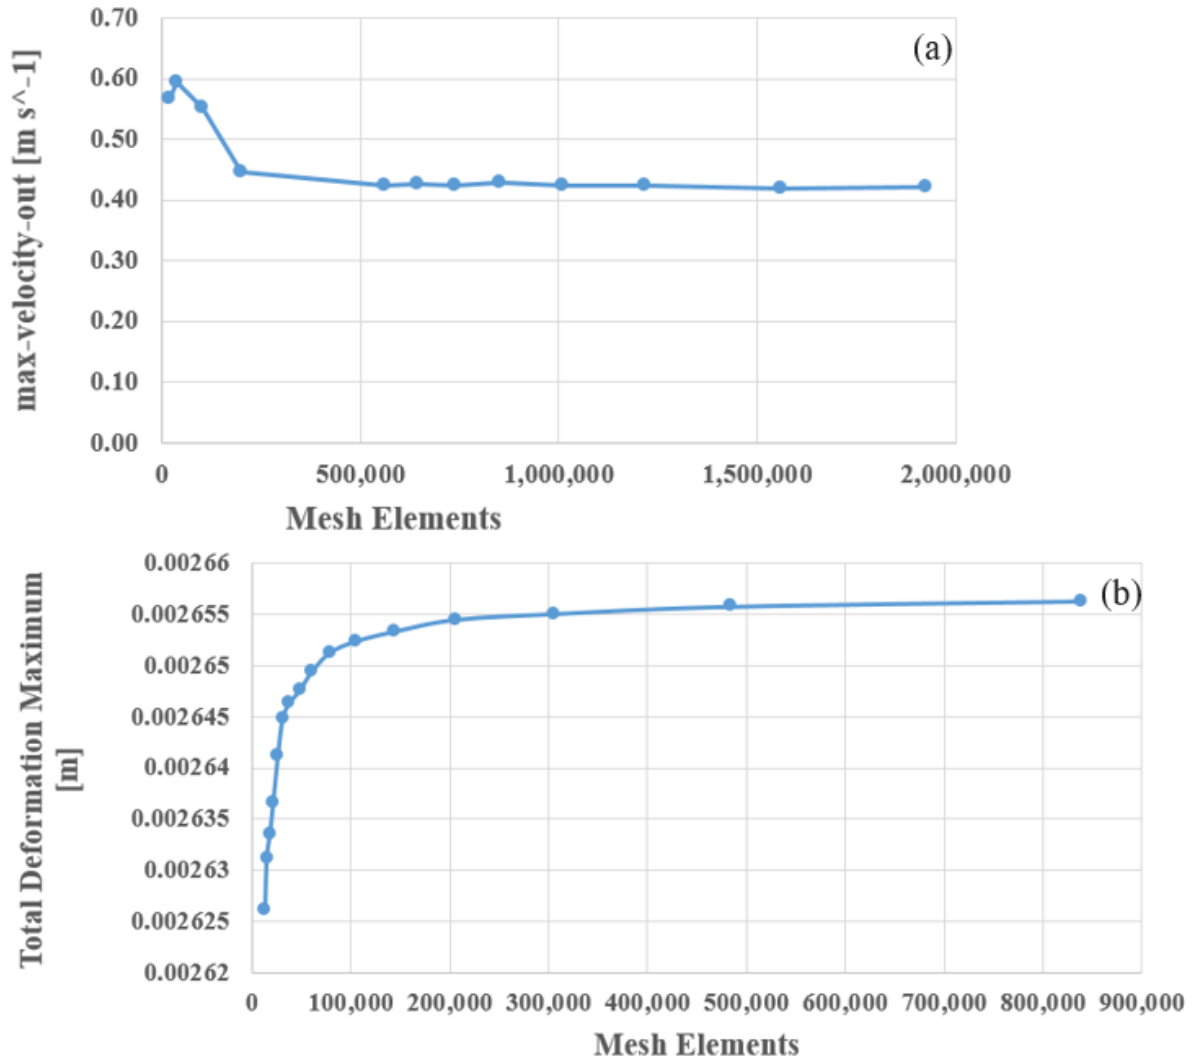 0.70
(a)
0.60
0.50
0.40
0.30
0.20
0.10
0.00
max-velocity-out [m s^-1]
0 500,000 1,000,000 1,500,000 2,000,000
Mesh Elements
0.00266
(b)
0.002655
0.00265
0.002645
0.00264
0.002635
0.00263
0.002625
0.00262
Total Deformation Maximum
[m]
0 100,000 200,000 300,000 400,000 500,000 600,000 700,000 800,000 900,000
Mesh Elements